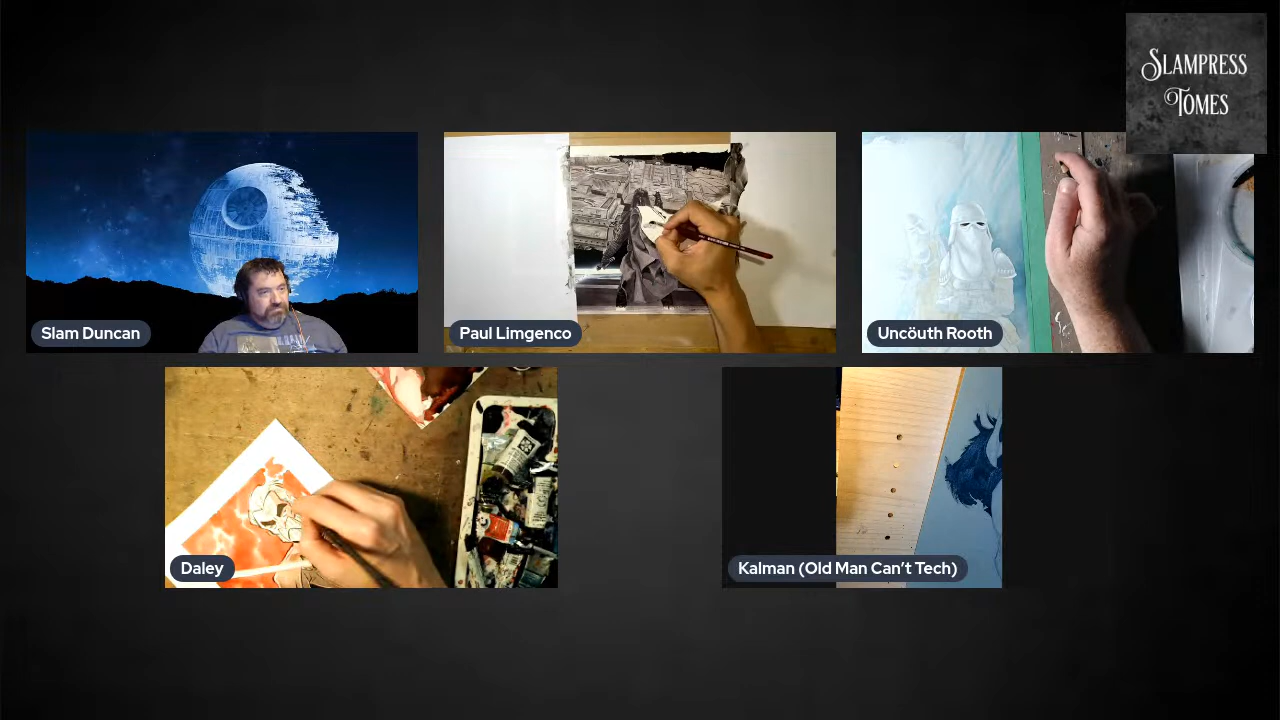 SLAMPRESS
TOMES
Slam Duncan
Paul Limgenco
Uncöuth Rooth
Daley
Kalman (Old Man Can't Tech)